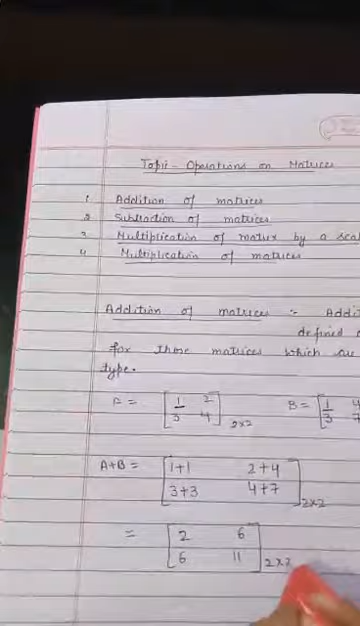 Topic - Operations on Matrices
1 Addition of matrices
2 Subtraction of matrices
3 Multiplication of matrix by a
4 Multiplication of matrices
Addition of matrices :-
defined
for those matrices which are
type.
A = [1 2 B = [1 4
3 4] 2×2 3 7
A+B = [1+1 2+4
3+3 4+7] 2×2
= [2 6
6 11] 2×2